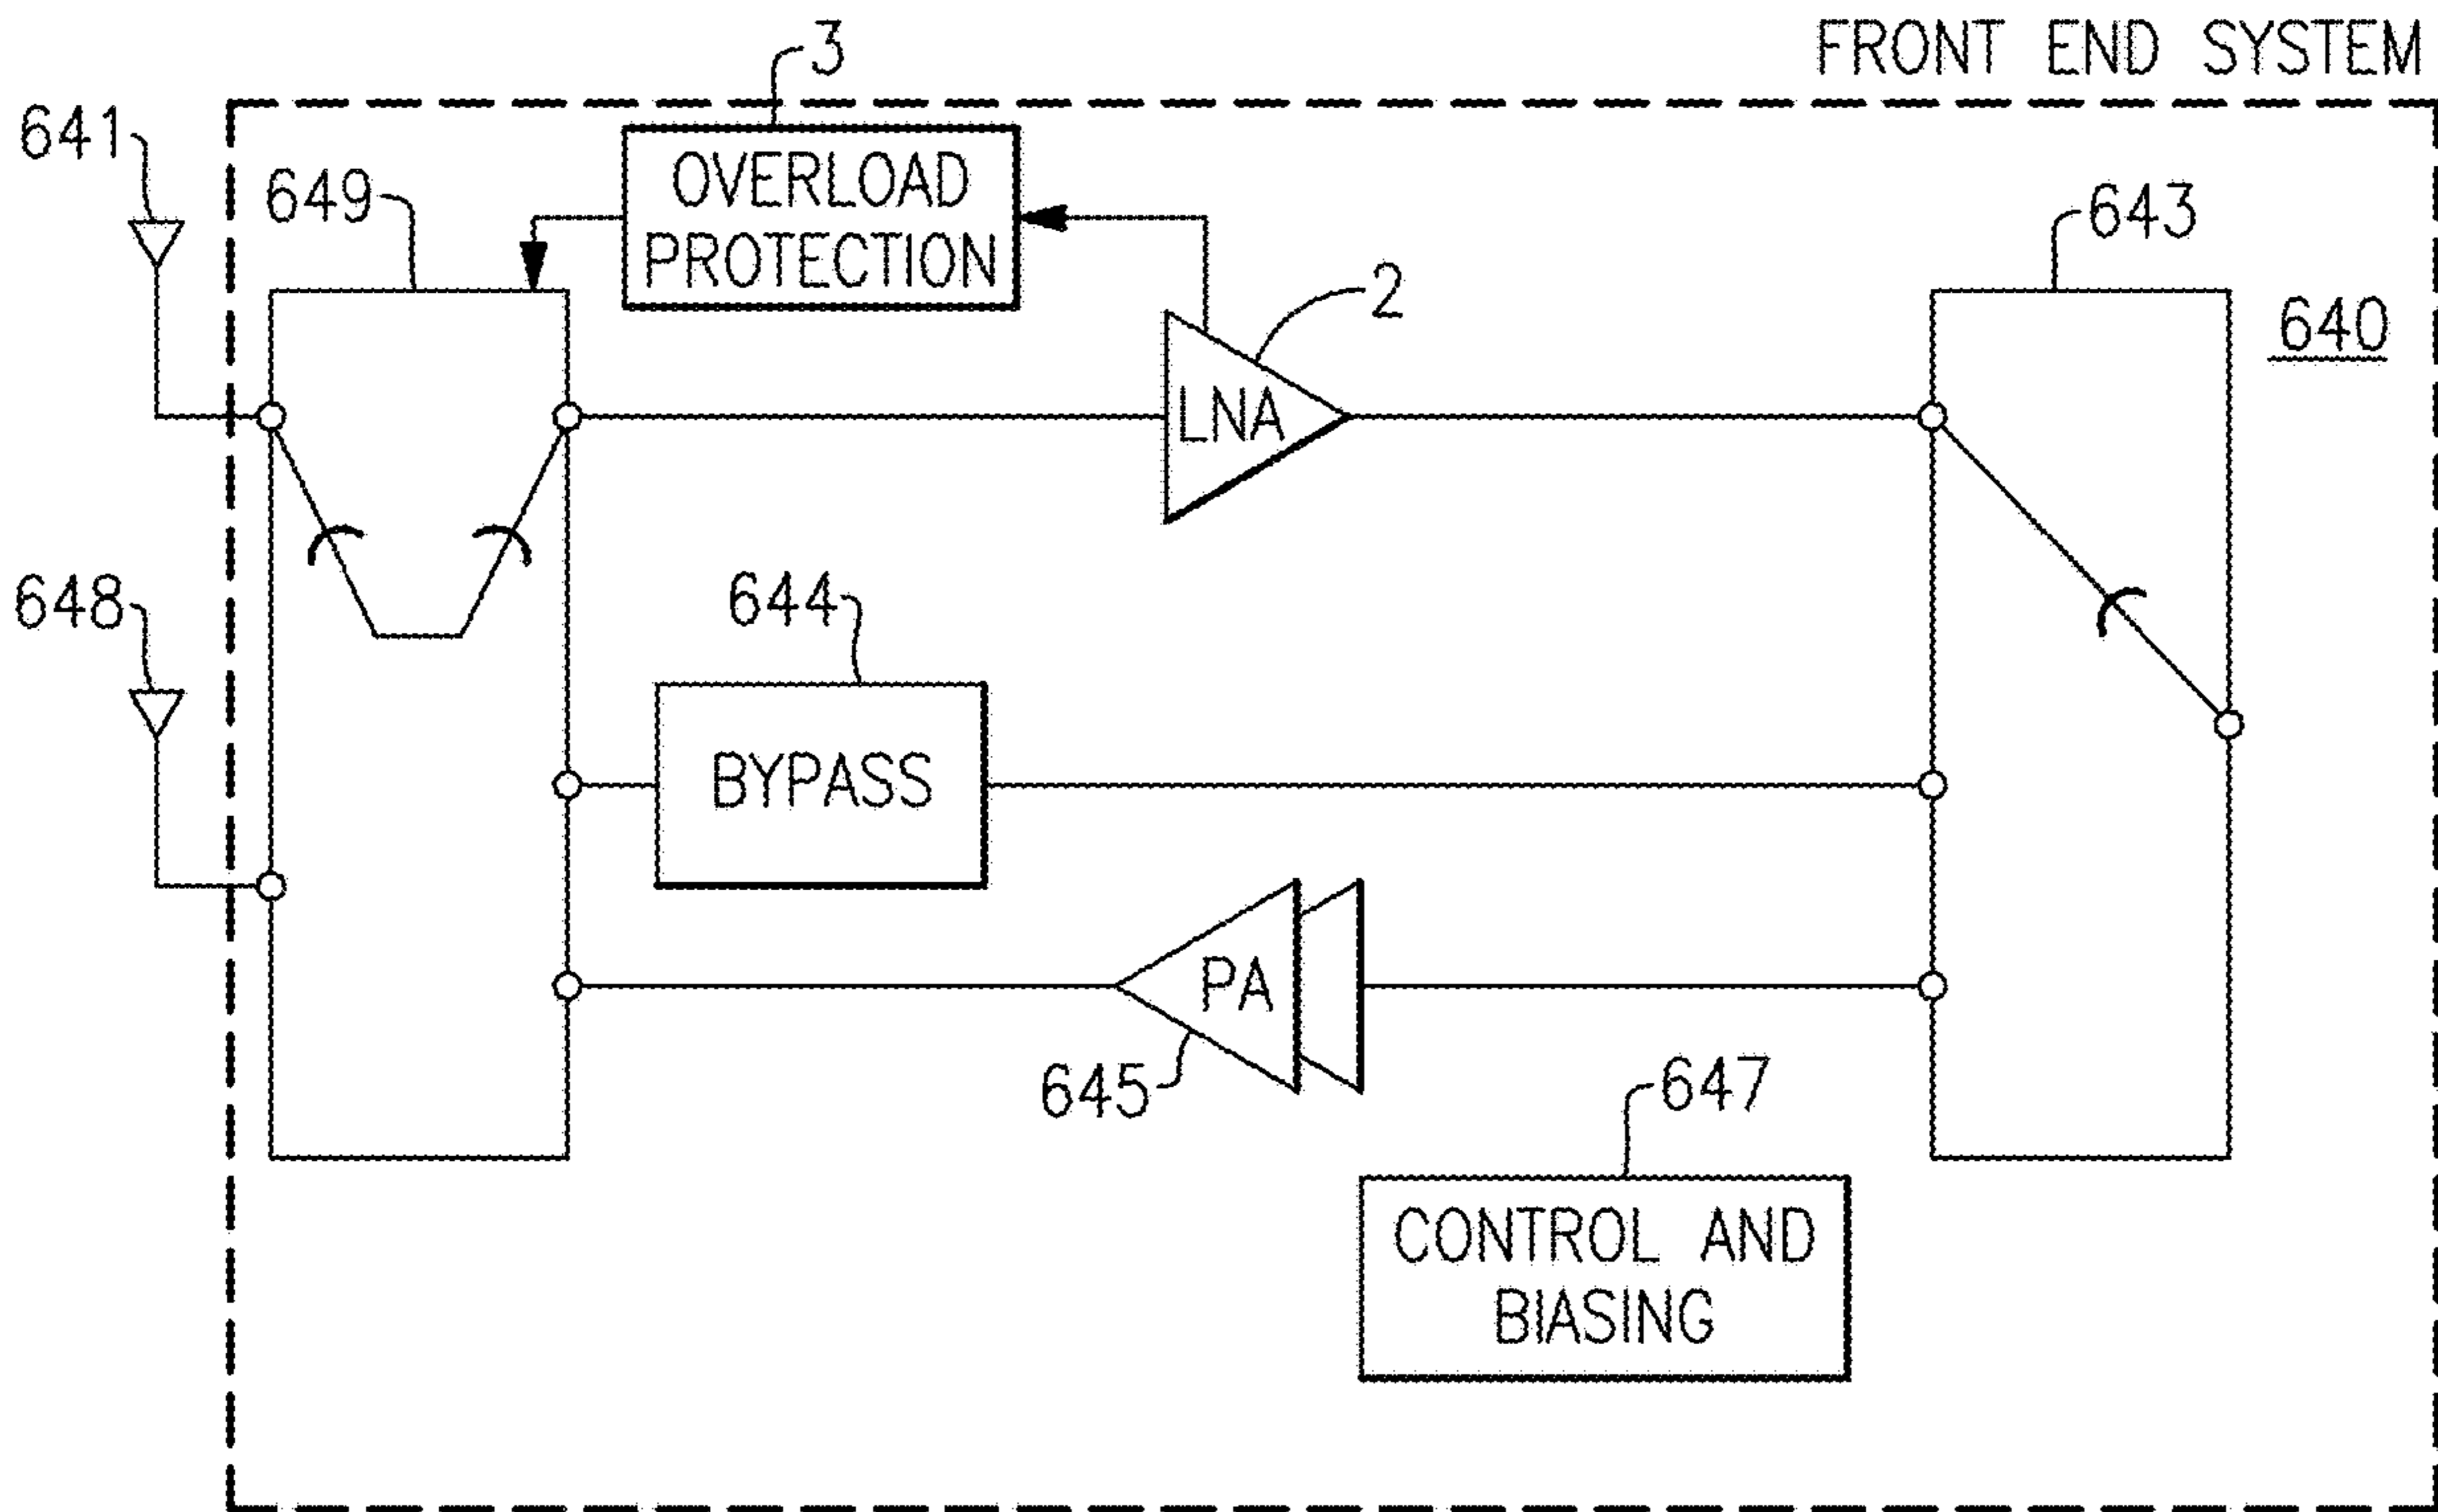 FRONT END SYSTEM
3
641
649
OVERLOAD
PROTECTION
643
2
640
LNA
648
644
BYPASS
PA
645
647
CONTROL AND
BIASING